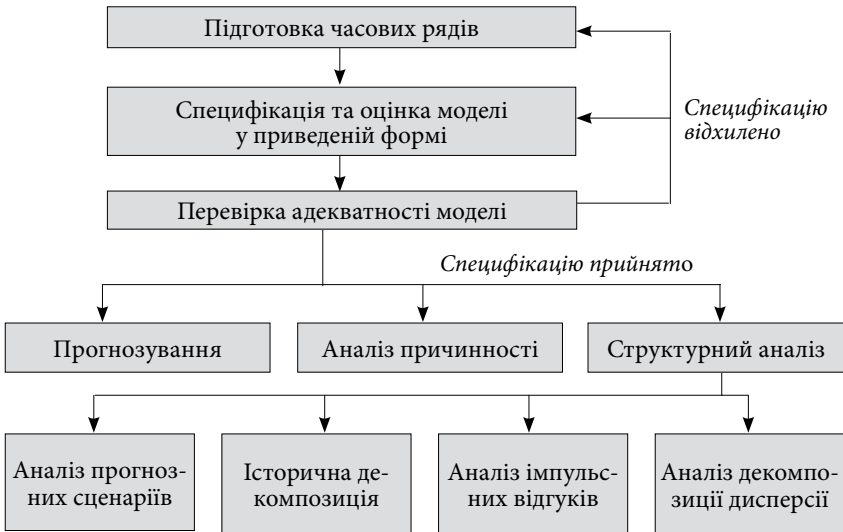 Підготовка часових рядів
Специфікація та оцінка моделі
у приведеній формі
Специфікацію
відхилено
Перевірка адекватності моделі
Специфікацію прийнято
Прогнозування
Аналіз причинності
Структурний аналіз
Аналіз прогноз-
них сценаріїв
Історична де-
композиція
Аналіз імпульс-
них відгуків
Аналіз декомпо-
зиції дисперсії